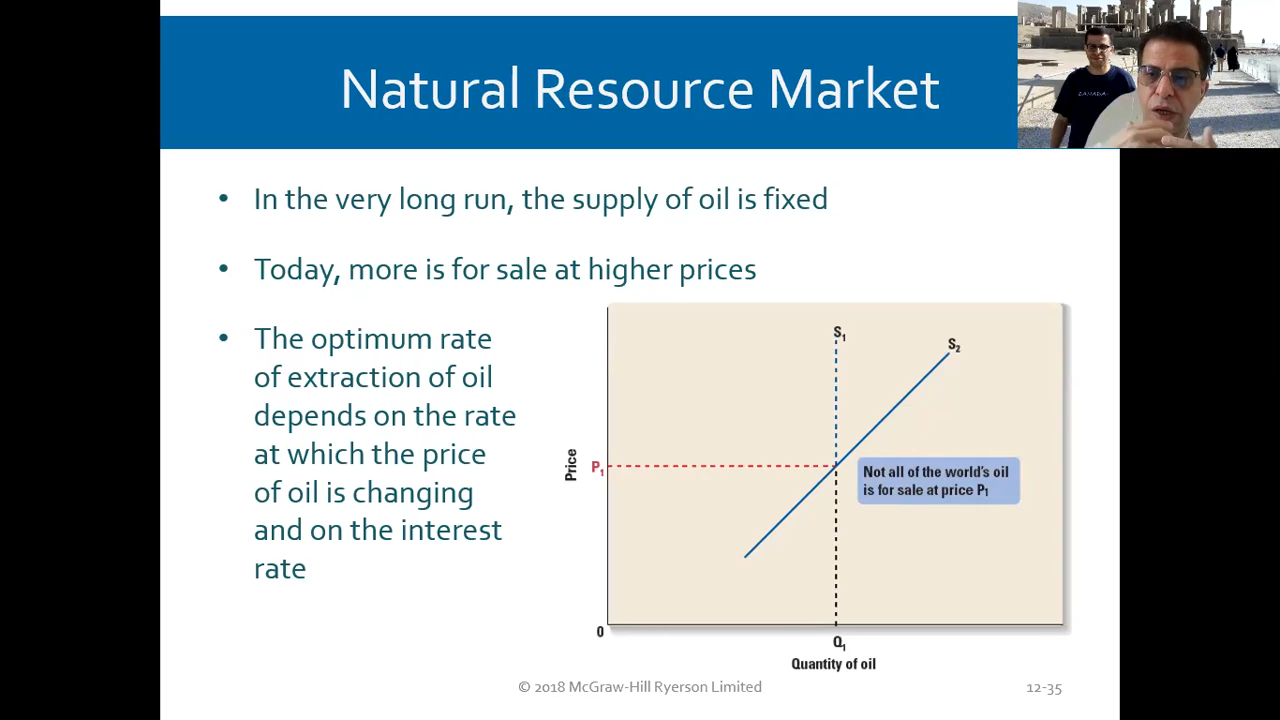 Natural Resource Market
CANADA
• In the very long run, the supply of oil is fixed
• Today, more is for sale at higher prices
• The optimum rate
of extraction of oil
depends on the rate
at which the price
of oil is changing
and on the interest
rate
S1
S2
Price
P1
Not all of the world's oil
is for sale at price P1
0
Q1
Quantity of oil
© 2018 McGraw-Hill Ryerson Limited
12-35